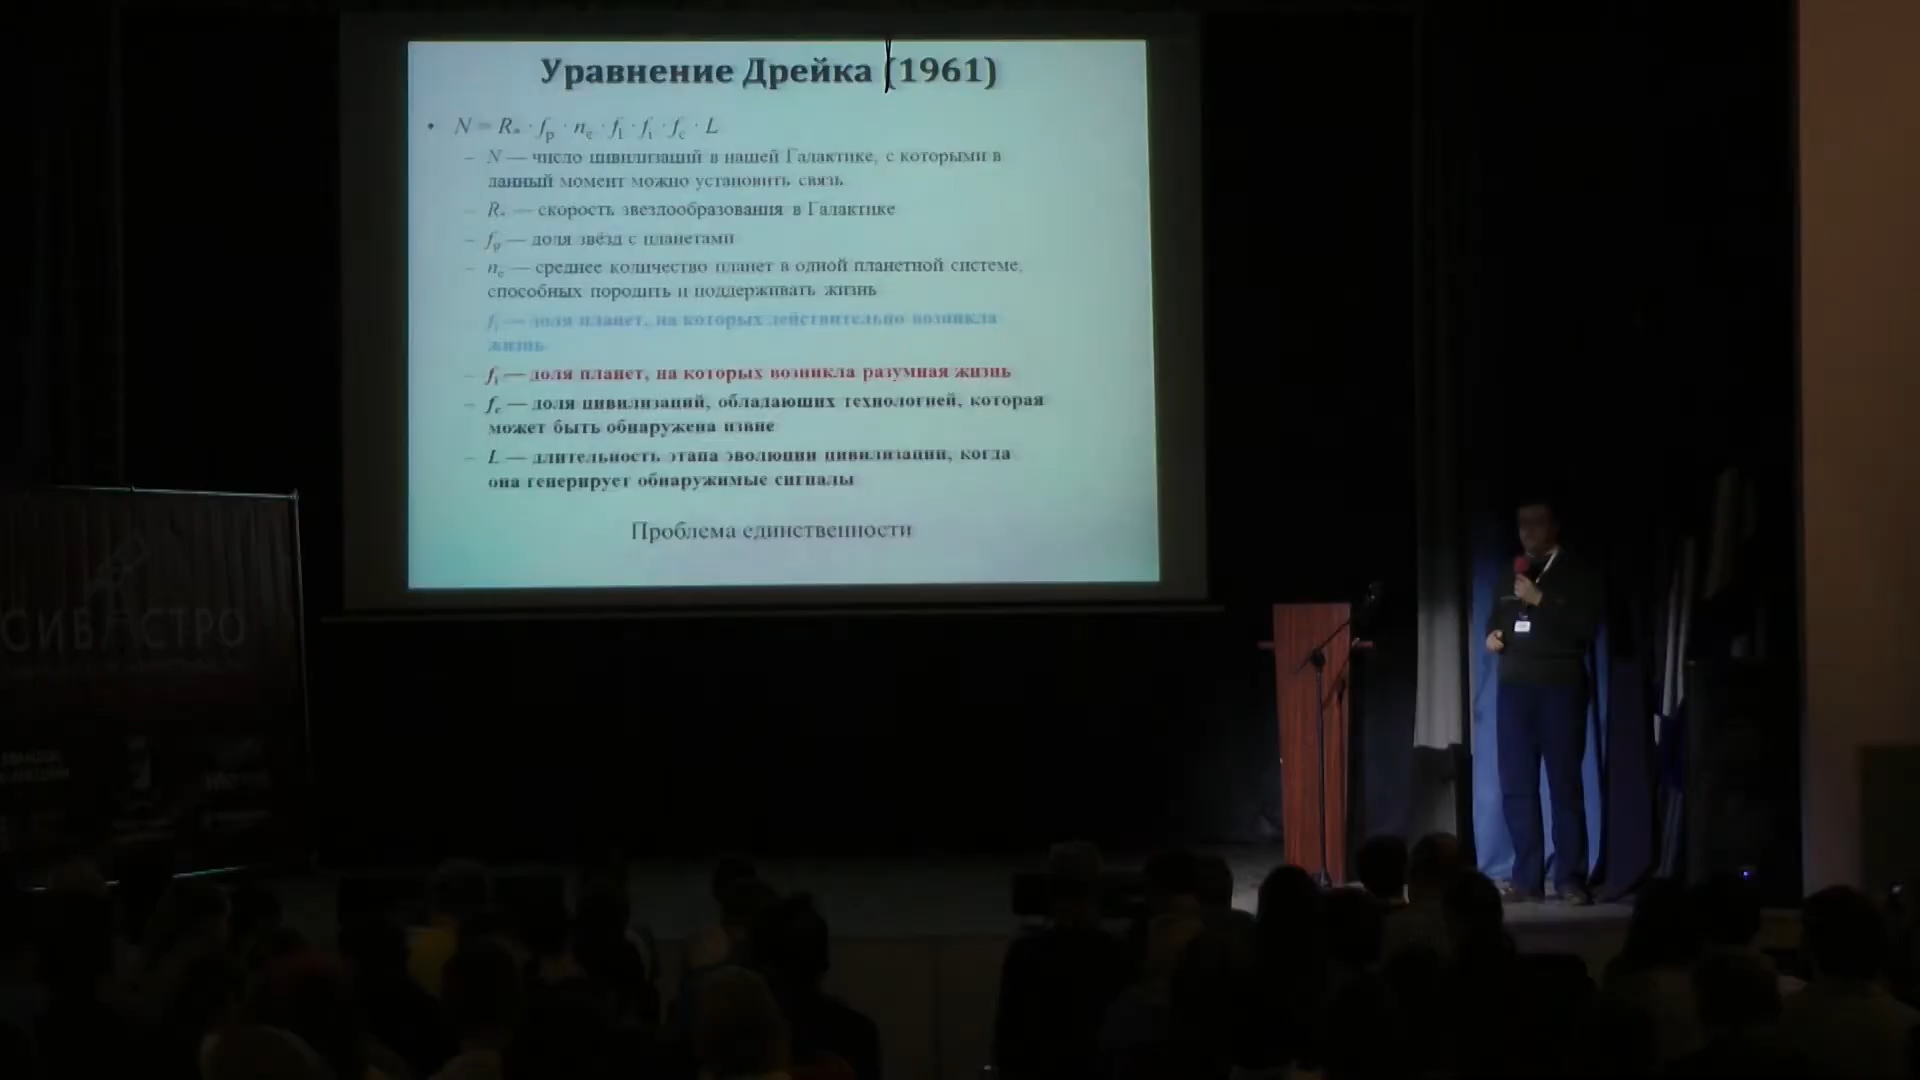 Уравнение Дрейка (1961)
• N = R* · fp · ne · fl · fi · fc · L
– N — число цивилизаций в нашей Галактике, с которыми в
данный момент можно установить связь
– R* — скорость звездообразования в Галактике
– fp — доля звёзд с планетами
– ne — среднее количество планет в одной планетной системе,
способных породить и поддерживать жизнь
fl — доля планет, на которых действительно возникла
жизнь
– fi — доля планет, на которых возникла разумная жизнь
– fc — доля цивилизаций, обладающих технологией, которая
может быть обнаружена извне
– L — длительность этапа эволюции цивилизации, когда
она генерирует обнаружимые сигналы
Проблема единственности
СИБАСТРО